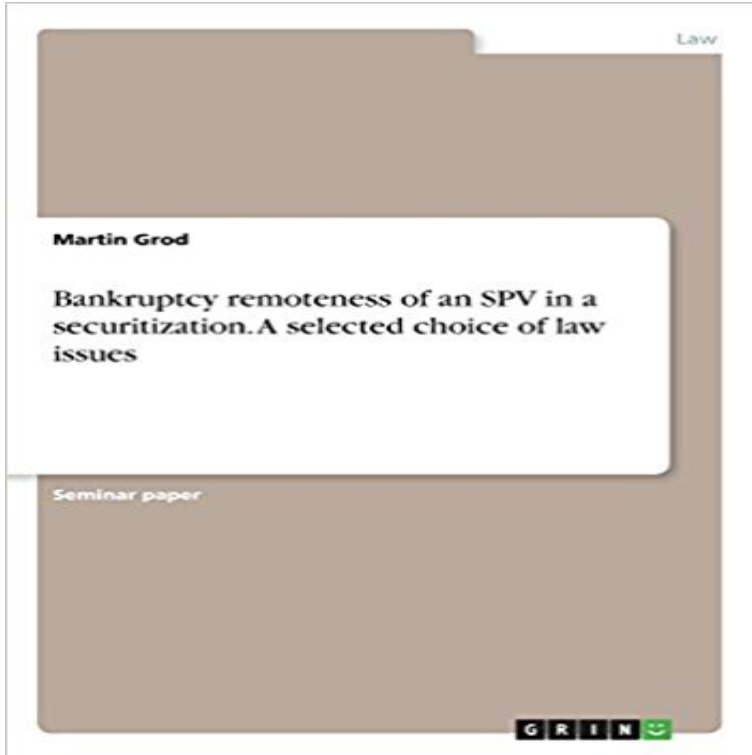 Law
Martin Grod
Bankruptcy remoteness of an SPV in a
securitization. A selected choice of law
issues
Seminar paper
GRIN